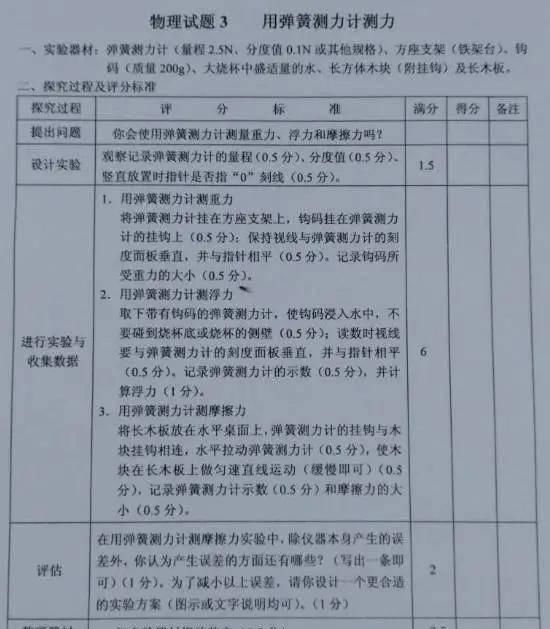 物理试题3 用弹簧测力计测力
一、实验器材：弹簧测力计（量程2.5N、分度值0.1N或其他规格）、方座支架（铁架台）、钩
码（质量200g）、大烧杯中盛适量的水、长方体木块（附挂钩）及长木板。
二、探究过程及评分标准
探究过程 评 分 标 准 满分 得分 备注
提出问题 你会使用弹簧测力计测量重力、浮力和摩擦力吗？
设计实验
观察记录弹簧测力计的量程（0.5分）、分度值（0.5分）、
竖直放置时指针是否指“0”刻线（0.5分）。
1.5
进行实验与
收集数据
1．用弹簧测力计测重力
将弹簧测力计挂在方座支架上，钩码挂在弹簧测力
计的挂钩上（0.5分）；保持视线与弹簧测力计的刻
度面板垂直，并与指针相平（0.5分）。记录钩码所
受重力的大小（0.5分）。
2．用弹簧测力计测浮力
取下带有钩码的弹簧测力计，使钩码浸入水中，不
要碰到烧杯底或烧杯的侧壁（0.5分）；读数时视线
要与弹簧测力计的刻度面板垂直，并与指针相平
（0.5分）。记录弹簧测力计的示数（0.5分），并计
算浮力（1分）。
3．用弹簧测力计测摩擦力
将长木板放在水平桌面上，弹簧测力计的挂钩与木
块挂钩相连，水平拉动弹簧测力计（0.5分），使木
块在长木板上做匀速直线运动（缓慢即可）（0.5
分），记录弹簧测力计示数（0.5分）和摩擦力的大
小（0.5分）。
6
评估
在用弹簧测力计测摩擦力实验中，除仪器本身产生的误
差外，你认为产生误差的方面还有哪些？（写出一条即
可）（1分）。为了减小以上误差，请你设计一个更合适
的实验方案（图示或文字说明均可）。（1分）
2